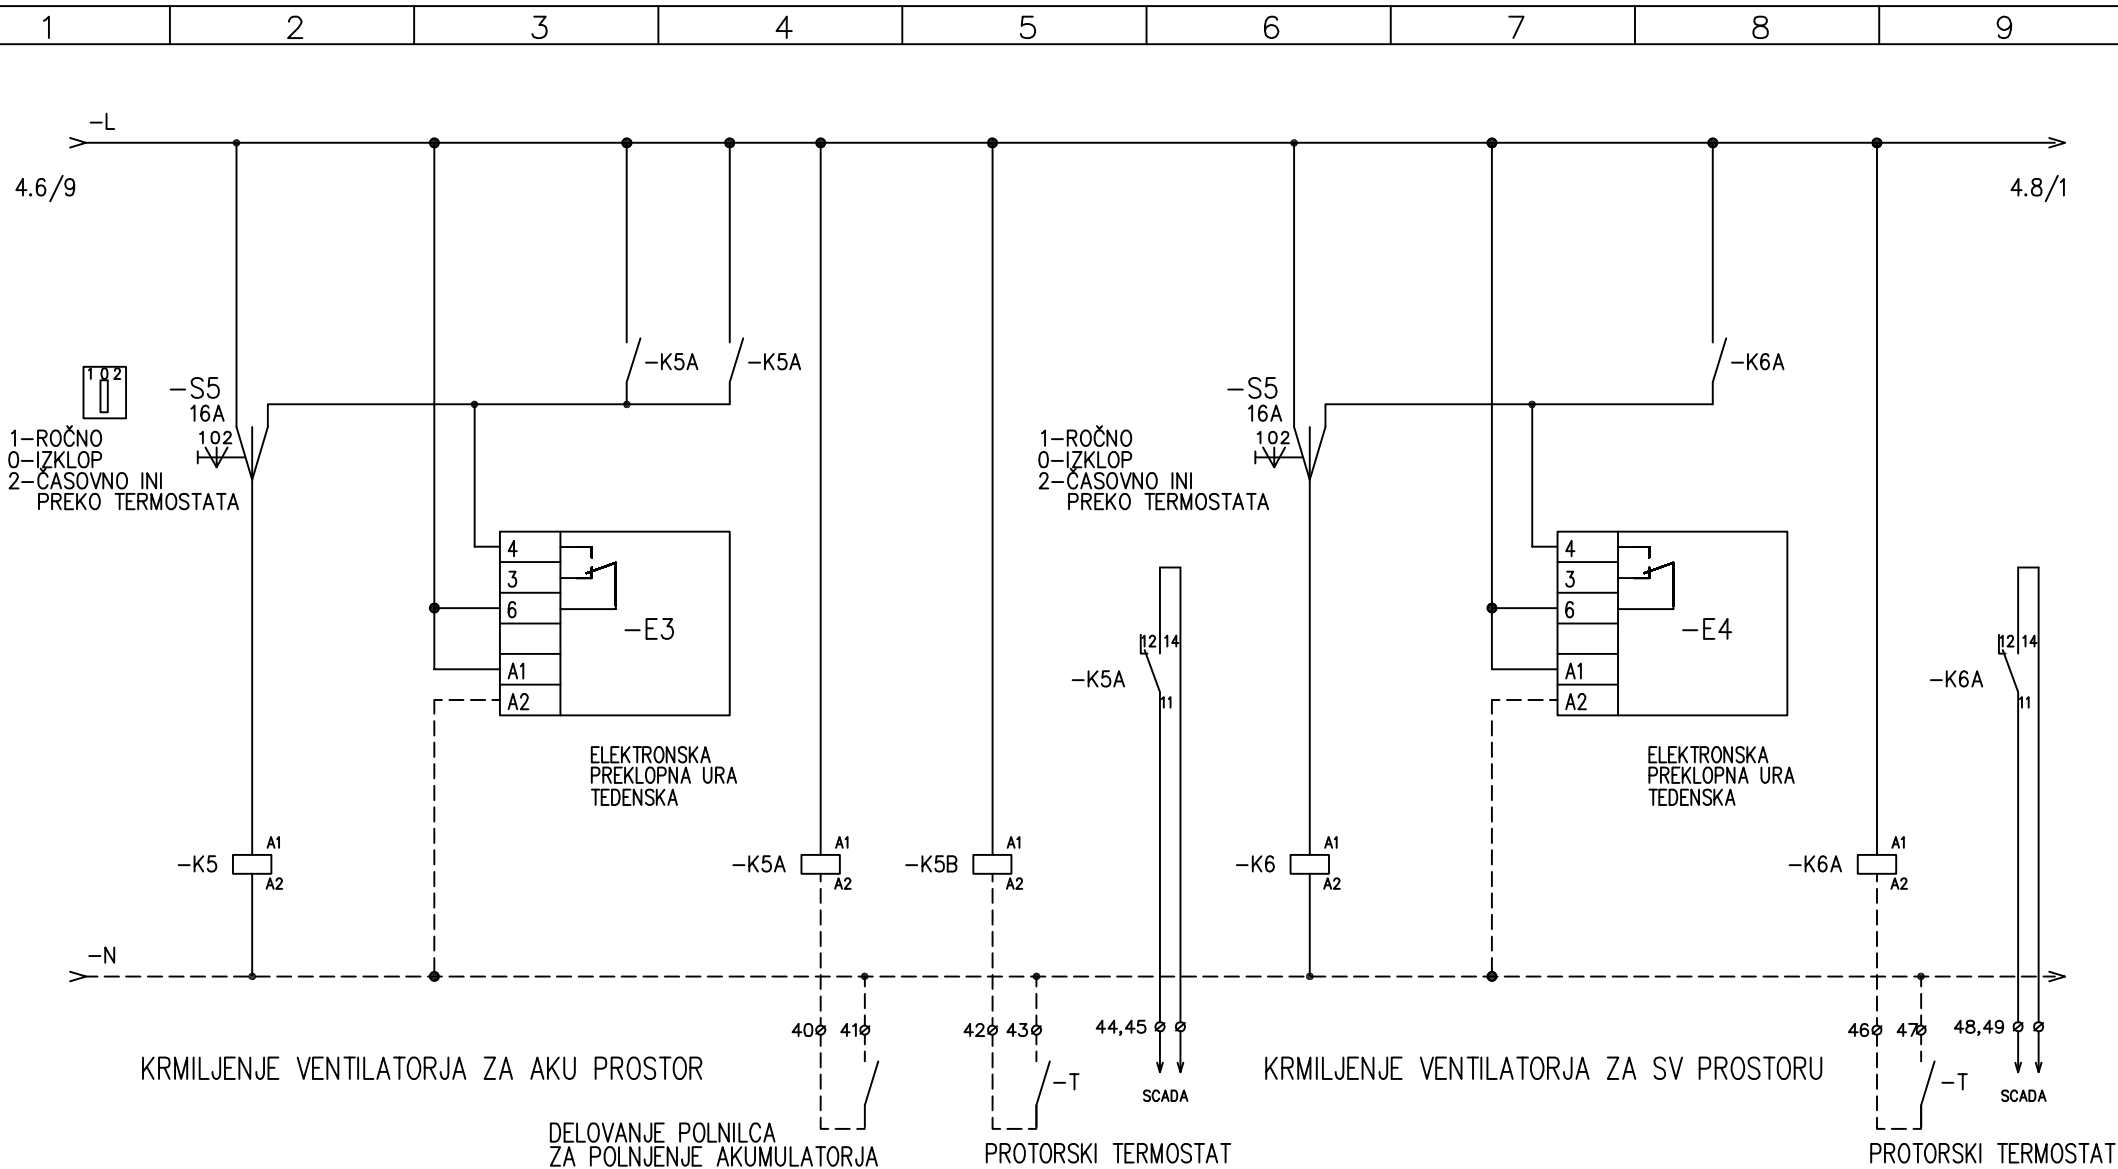 1 2 3 4 5 6 7 8 9
-L
4.6/9 4.8/1
-K5A -K5A -K6A
1 0 2
-S5
16A
102
1-ROČNO
0-IZKLOP
2-ČASOVNO INI
PREKO TERMOSTATA
-S5
16A
102
1-ROČNO
0-IZKLOP
2-ČASOVNO INI
PREKO TERMOSTATA
4
3
6
A1
A2
-E3
ELEKTRONSKA
PREKLOPNA URA
TEDENSKA
12 14
-K5A
11
4
3
6
A1
A2
-E4
ELEKTRONSKA
PREKLOPNA URA
TEDENSKA
12 14
-K6A
11
-K5 A1 A2
-K5A A1 A2
-K5B A1 A2
-K6 A1 A2
-K6A A1 A2
-N
40 41 42 43 44,45 46 47 48,49
KRMILJENJE VENTILATORJA ZA AKU PROSTOR
KRMILJENJE VENTILATORJA ZA SV PROSTORU
-T
SCADA
-T
SCADA
DELOVANJE POLNILCA
ZA POLNJENJE AKUMULATORJA
PROTORSKI TERMOSTAT
PROTORSKI TERMOSTAT